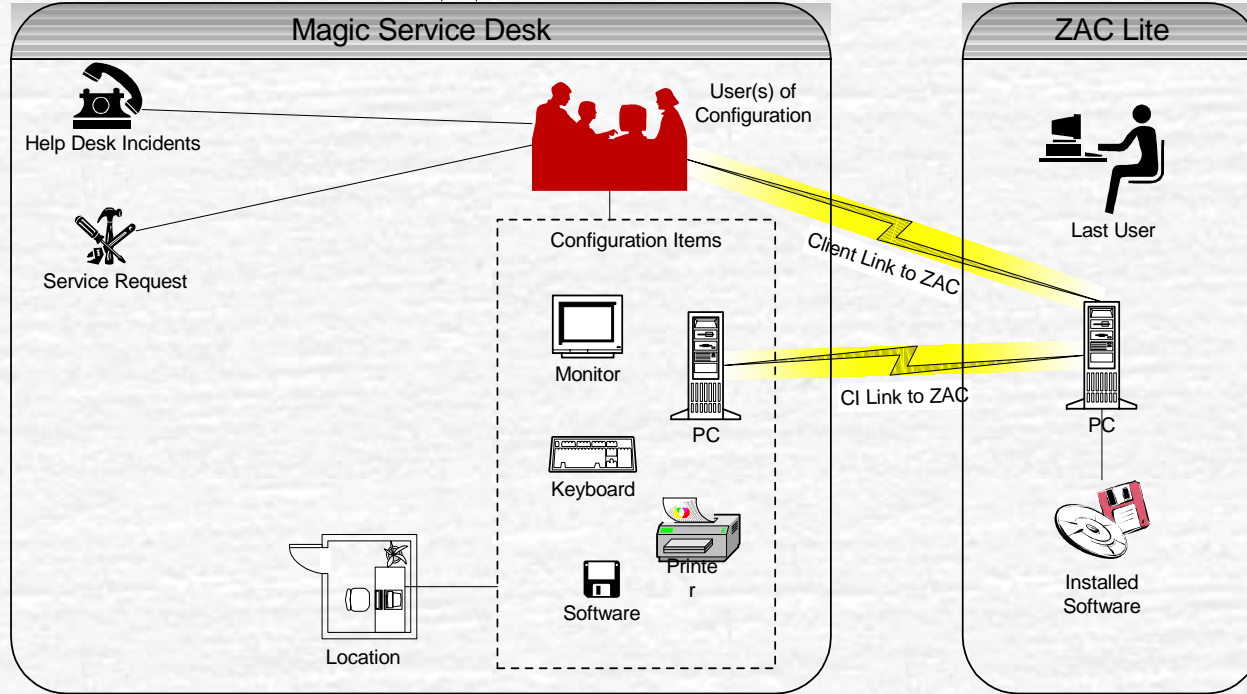 Magic Service Desk
ZAC Lite
Help Desk Incidents
User(s) of
Configuration
Service Request
Configuration Items
Client Link to ZAC
Last User
Monitor
PC
CI Link to ZAC
PC
Keyboard
Printe
r
Software
Location
Installed
Software